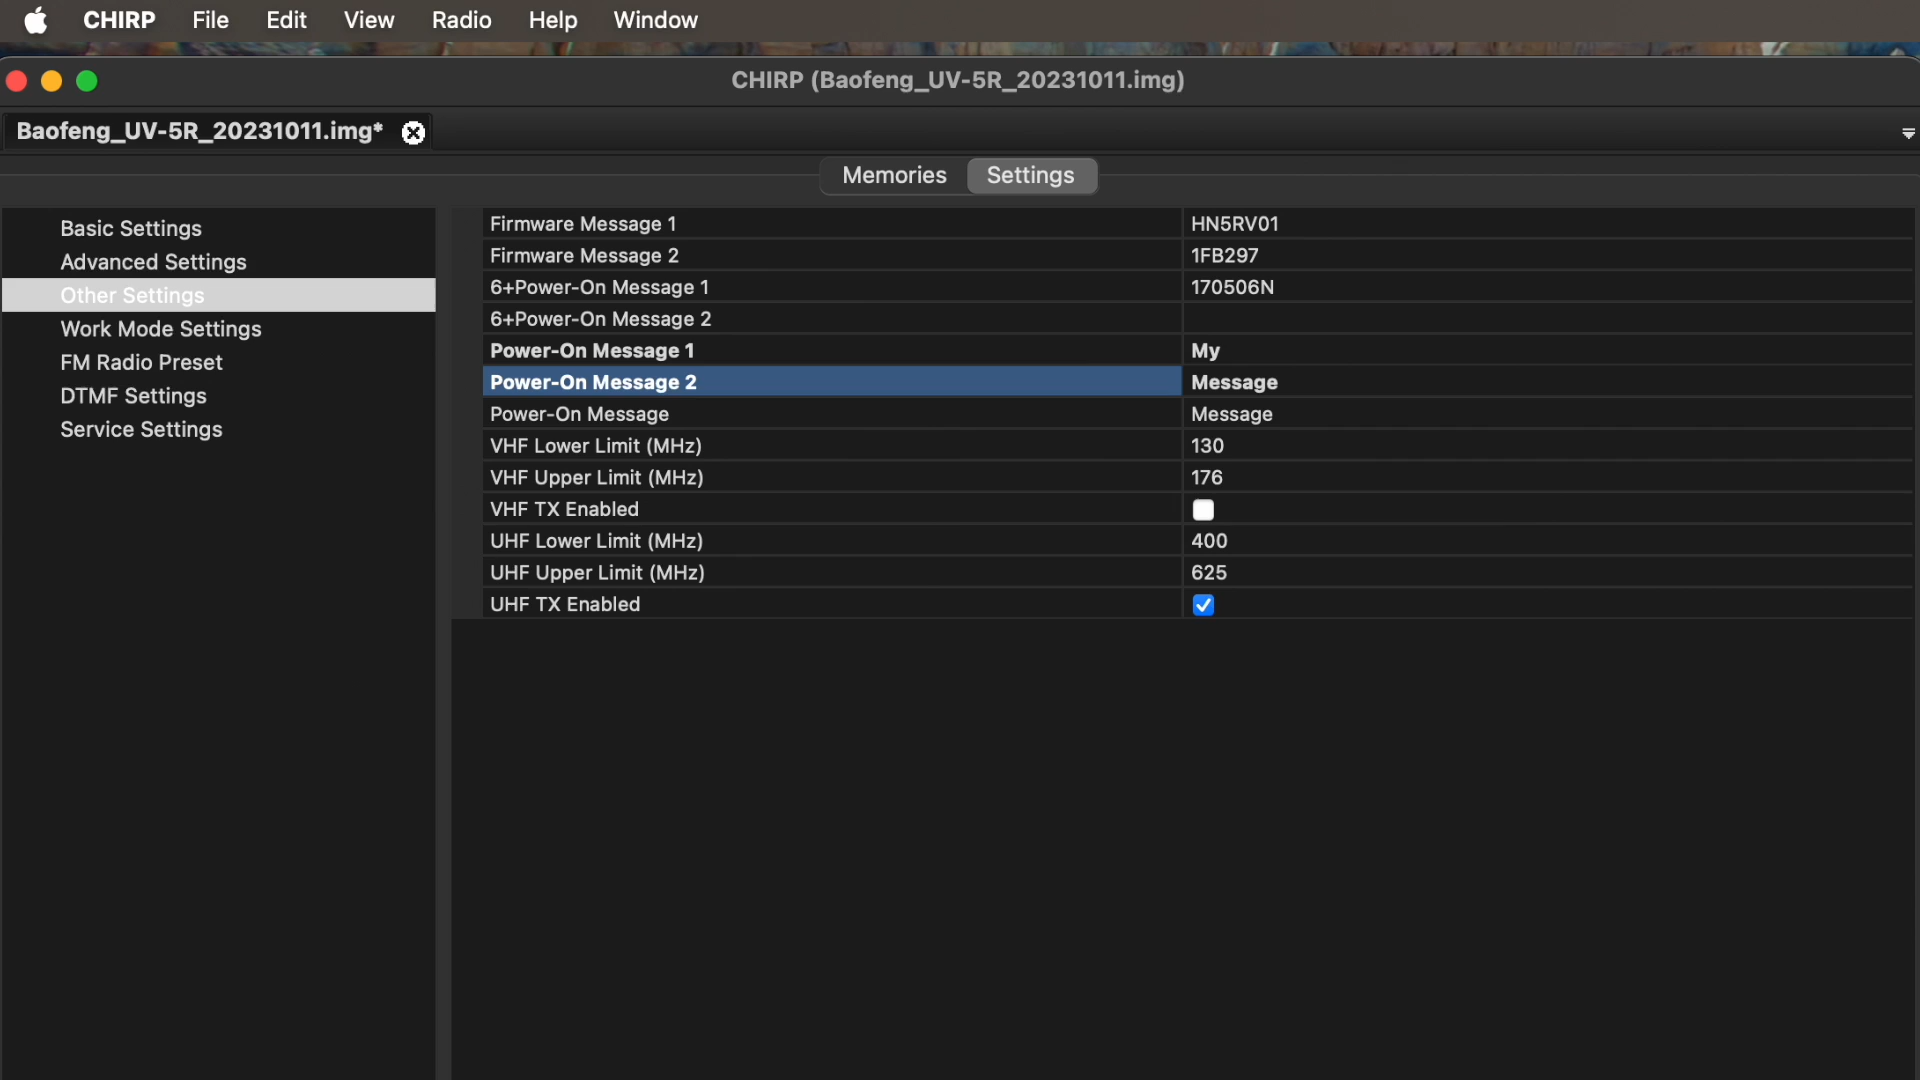 CHIRP File Edit View Radio Help Window
CHIRP (Baofeng_UV-5R_20231011.img)
Baofeng_UV-5R_20231011.img*
Memories Settings
Basic Settings
Advanced Settings
Other Settings
Work Mode Settings
FM Radio Preset
DTMF Settings
Service Settings
Firmware Message 1 HN5RV01
Firmware Message 2 1FB297
6+Power-On Message 1 170506N
6+Power-On Message 2
Power-On Message 1 My
Power-On Message 2 Message
Power-On Message Message
VHF Lower Limit (MHz) 130
VHF Upper Limit (MHz) 176
VHF TX Enabled
UHF Lower Limit (MHz) 400
UHF Upper Limit (MHz) 625
UHF TX Enabled